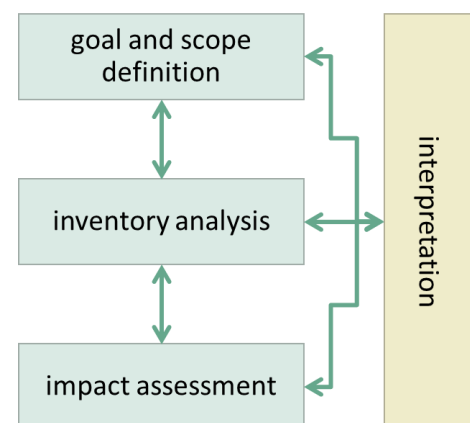 goal and scope
definition
inventory analysis
impact assessment
interpretation